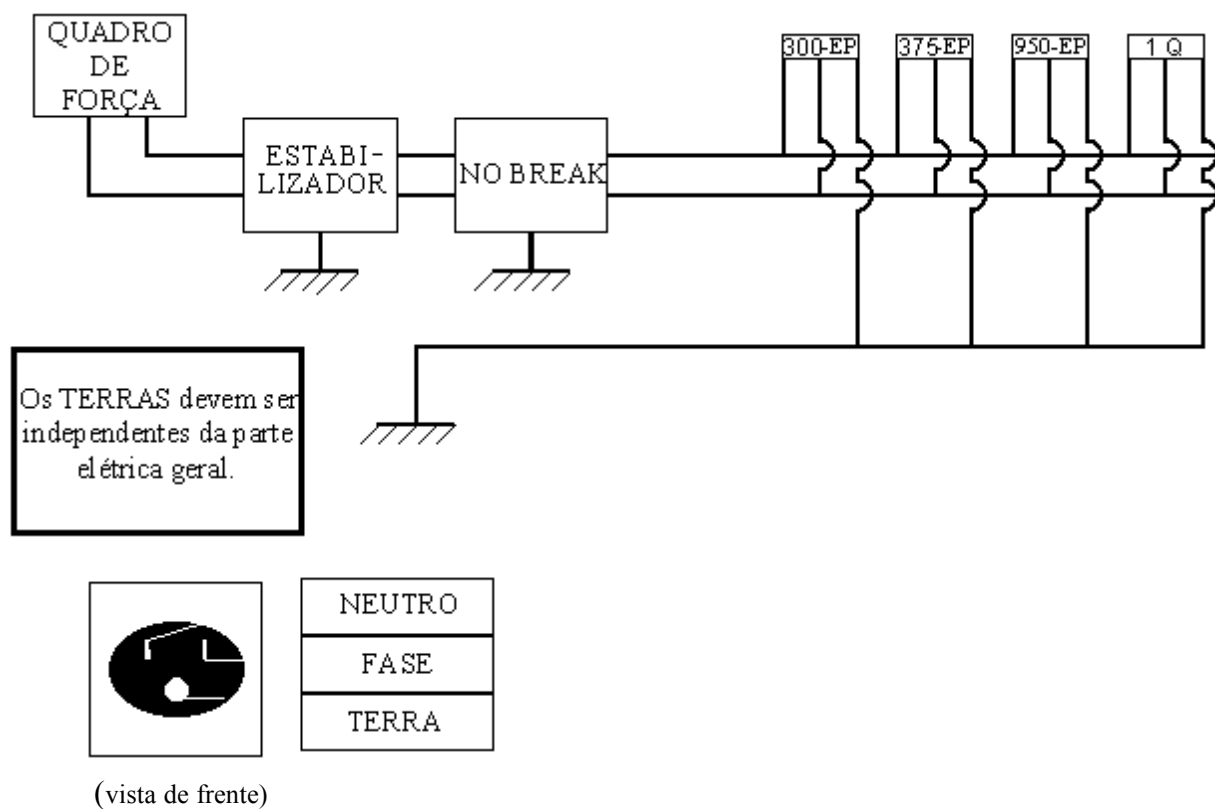 QUADRO
DE
FORÇA
ESTABI-
LIZADOR
NO BREAK
300-EP
375-EP
950-EP
1 Q
Os TERRAS devem ser
independentes da parte
elétrica geral.
NEUTRO
FASE
TERRA
(vista de frente)